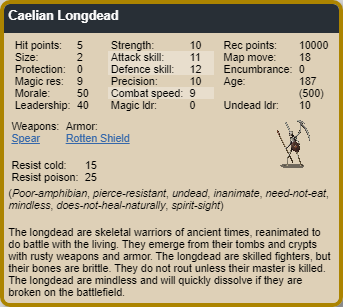 Caelian Longdead
Hit points: 5 Strength: 10 Rec points: 10000
Size: 2 Attack skill: 11 Map move: 18
Protection: 0 Defence skill: 12 Encumbrance: 0
Magic res: 9 Precision: 10 Age: 187
Morale: 50 Combat speed: 9 (500)
Leadership: 40 Magic ldr: 0 Undead ldr: 10
Weapons: Armor:
Spear Rotten Shield
Resist cold: 15
Resist poison: 25
(Poor-amphibian, pierce-resistant, undead, inanimate, need-not-eat,
mindless, does-not-heal-naturally, spirit-sight)
The longdead are skeletal warriors of ancient times, reanimated to
do battle with the living. They emerge from their tombs and crypts
with rusty weapons and armor. The longdead are skilled fighters, but
their bones are brittle. They do not rout unless their master is killed.
The longdead are mindless and will quickly dissolve if they are
broken on the battlefield.